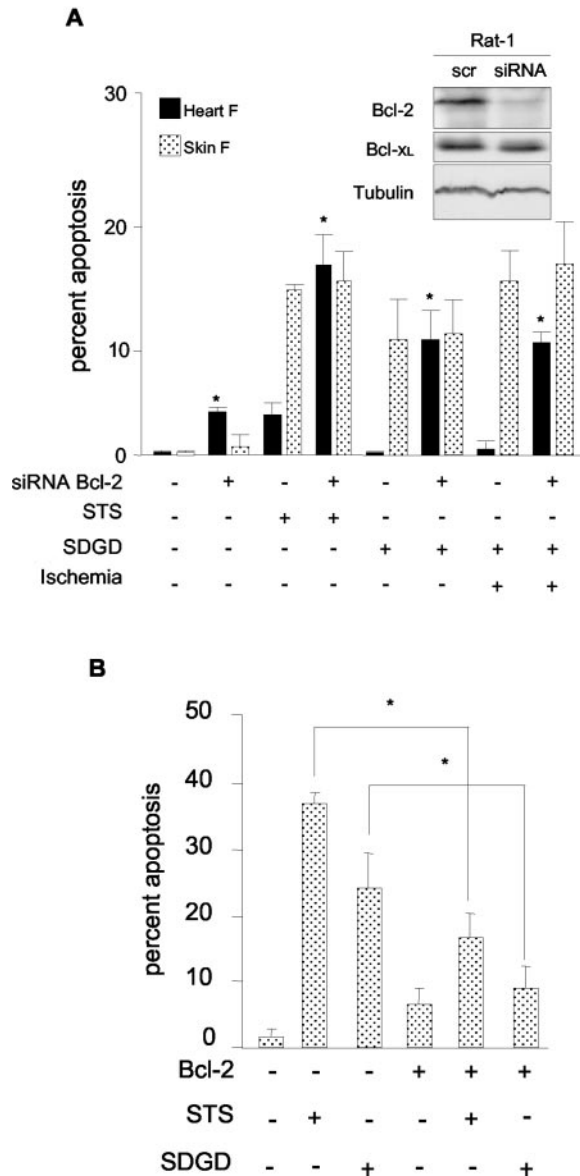 A
Rat-1
scr siRNA
Bcl-2
Bcl-XL
Tubulin
Heart F
Skin F
percent apoptosis
30
20
10
0
* * * *
siRNA Bcl-2 - + - + - + - +
STS - - + + - - - -
SDGD - - - - + + + +
Ischemia - - - - - - + +
B
percent apoptosis
50
40
30
20
10
0
*
*
Bcl-2 - - - + + +
STS - + - - + -
SDGD - - + - - +